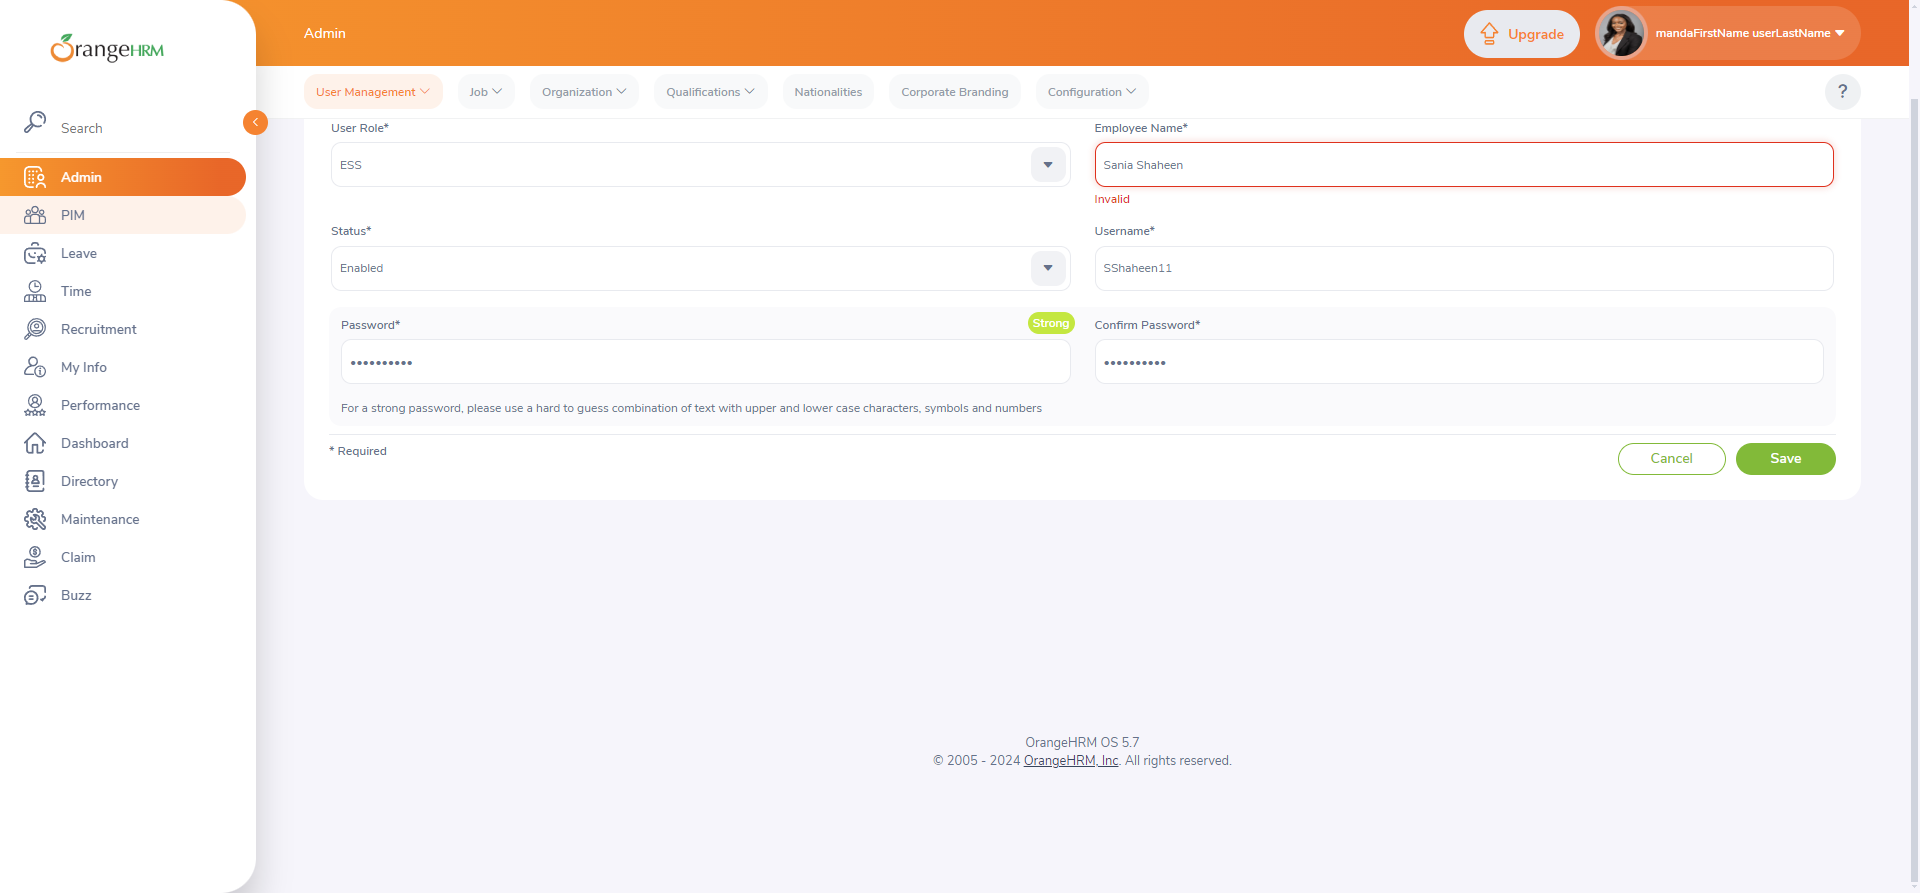 OrangeHRM
Admin
Upgrade
mandaFirstName userLastName
User Management
Job
Organization
Qualifications
Nationalities
Corporate Branding
Configuration
?
Search
Admin
PIM
Leave
Time
Recruitment
My Info
Performance
Dashboard
Directory
Maintenance
Claim
Buzz
User Role*
ESS
Employee Name*
Sania Shaheen
Invalid
Status*
Enabled
Username*
SShaheen11
Password*
Strong
Confirm Password*
For a strong password, please use a hard to guess combination of text with upper and lower case characters, symbols and numbers
* Required
Cancel
Save
OrangeHRM OS 5.7
© 2005 - 2024 OrangeHRM, Inc. All rights reserved.